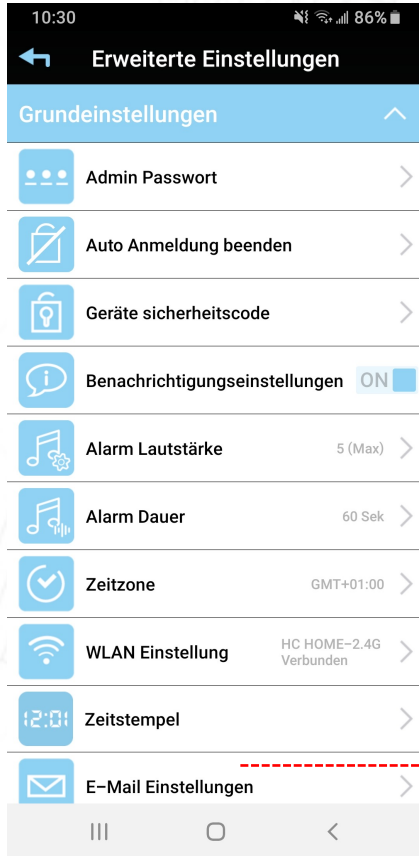 10:30
86%
Erweiterte Einstellungen
Grundeinstellungen
Admin Passwort
Auto Anmeldung beenden
Geräte sicherheitscode
Benachrichtigungseinstellungen ON
Alarm Lautstärke 5 (Max)
Alarm Dauer 60 Sek
Zeitzone GMT+01:00
WLAN Einstellung HC HOME-2.4G
Verbunden
12:01 Zeitstempel
E-Mail Einstellungen